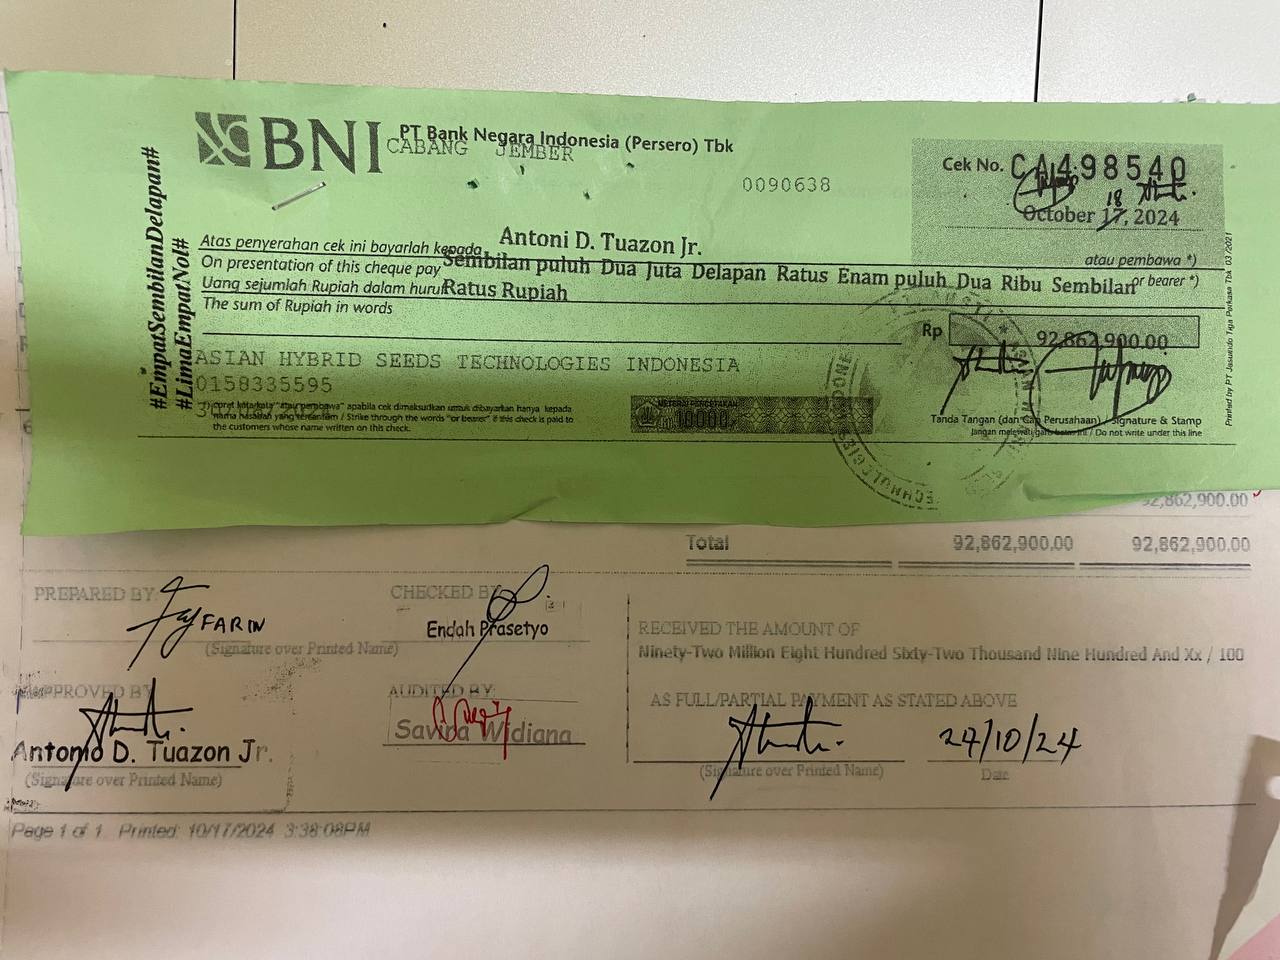 #EmpatSembilanDelapan#
#LimaEmpatNol#
BNI PT Bank Negara Indonesia (Persero) Tbk
CABANG JEMBER
0090638
Cek No. CA 498540
18
October 17, 2024
Atas penyerahan cek ini bayarlah kepada Antoni D. Tuazon Jr.
atau pembawa *)
On presentation of this cheque pay
or bearer *)
Uang sejumlah Rupiah dalam huruf Sembilan puluh Dua Juta Delapan Ratus Enam puluh Dua Ribu Sembilan
Ratus Rupiah
The sum of Rupiah in words
Rp 92,862,900.00
ASIAN HYBRID SEEDS TECHNOLOGIES INDONESIA
0158335595
*) coret kata/kata "atau pembawa" apabila cek dimaksudkan untuk dibayarkan hanya kepada
nama nasabah yang tercantum / Strike through the words "or bearer" if this check is paid to
the customers whose name written on this check.
METERAI PERCETAKAN
10000,-
Tanda Tangan (dan Cap Perusahaan) / Signature & Stamp
Jangan melewati garis batas ini / Do not write under this line
Printed by PT Jasuindo Tiga Perkasa Tbk 03/2021
92,862,900.00
Total 92,862,900.00 92,862,900.00
PREPARED BY:
FARIN
(Signature over Printed Name)
CHECKED BY:
Endah Prasetyo
RECEIVED THE AMOUNT OF
Ninety-Two Million Eight Hundred Sixty-Two Thousand Nine Hundred And Xx / 100
APPROVED BY
Antonio D. Tuazon Jr.
(Signature over Printed Name)
AUDITED BY:
Savira Widiana
AS FULL/PARTIAL PAYMENT AS STATED ABOVE
(Signature over Printed Name)
24/10/24
Date
Page 1 of 1 Printed: 10/17/2024 3:38:08PM